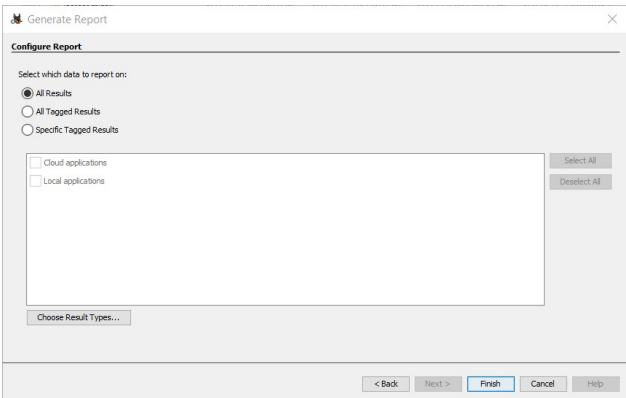 Generate Report
Configure Report
Select which data to report on:
All Results
All Tagged Results
Specific Tagged Results
Cloud applications
Select All
Local applications
Deselect All
Choose Result Types...
< Back
Next >
Finish
Cancel
Help